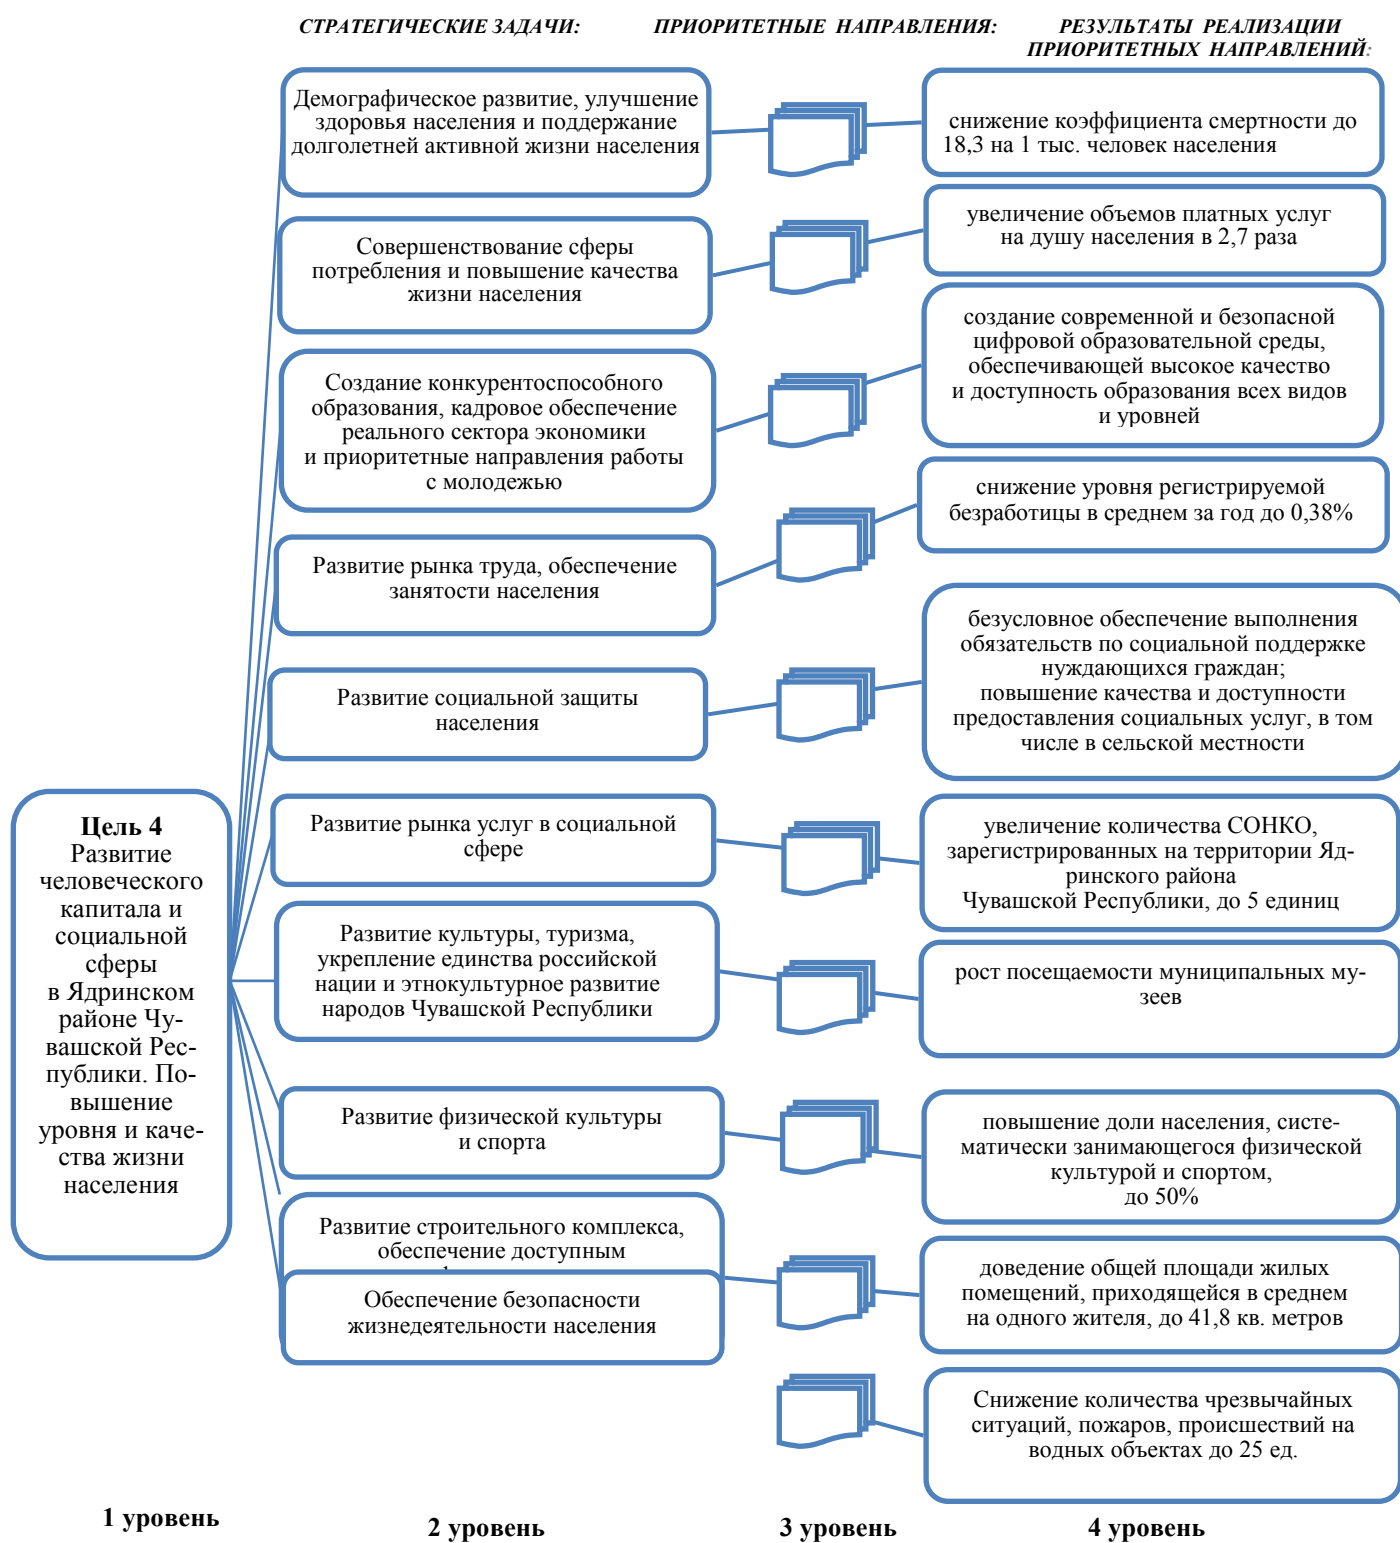 СТРАТЕГИЧЕСКИЕ ЗАДАЧИ:
ПРИОРИТЕТНЫЕ НАПРАВЛЕНИЯ:
РЕЗУЛЬТАТЫ РЕАЛИЗАЦИИ
ПРИОРИТЕТНЫХ НАПРАВЛЕНИЙ:
Демографическое развитие, улучшение
здоровья населения и поддержание
долголетней активной жизни населения
снижение коэффициента смертности до
18,3 на 1 тыс. человек населения
Совершенствование сферы
потребления и повышение качества
жизни населения
увеличение объемов платных услуг
на душу населения в 2,7 раза
Создание конкурентоспособного
образования, кадровое обеспечение
реального сектора экономики
и приоритетные направления работы
с молодежью
создание современной и безопасной
цифровой образовательной среды,
обеспечивающей высокое качество
и доступность образования всех видов
и уровней
Развитие рынка труда, обеспечение
занятости населения
снижение уровня регистрируемой
безработицы в среднем за год до 0,38%
Развитие социальной защиты
населения
безусловное обеспечение выполнения
обязательств по социальной поддержке
нуждающихся граждан;
повышение качества и доступности
предоставления социальных услуг, в том
числе в сельской местности
Цель 4
Развитие
человеческого
капитала и
социальной
сферы
в Ядринском
районе Чу-
вашской Рес-
публики. По-
вышение
уровня и каче-
ства жизни
населения
Развитие рынка услуг в социальной
сфере
увеличение количества СОНКО,
зарегистрированных на территории Яд-
ринского района
Чувашской Республики, до 5 единиц
Развитие культуры, туризма,
укрепление единства российской
нации и этнокультурное развитие
народов Чувашской Республики
рост посещаемости муниципальных му-
зеев
Развитие физической культуры
и спорта
повышение доли населения, систе-
матически занимающегося физической
культурой и спортом,
до 50%
Развитие строительного комплекса,
обеспечение доступным
доведение общей площади жилых
помещений, приходящейся в среднем
на одного жителя, до 41,8 кв. метров
Обеспечение безопасности
жизнедеятельности населения
Снижение количества чрезвычайных
ситуаций, пожаров, происшествий на
водных объектах до 25 ед.
1 уровень
2 уровень
3 уровень
4 уровень